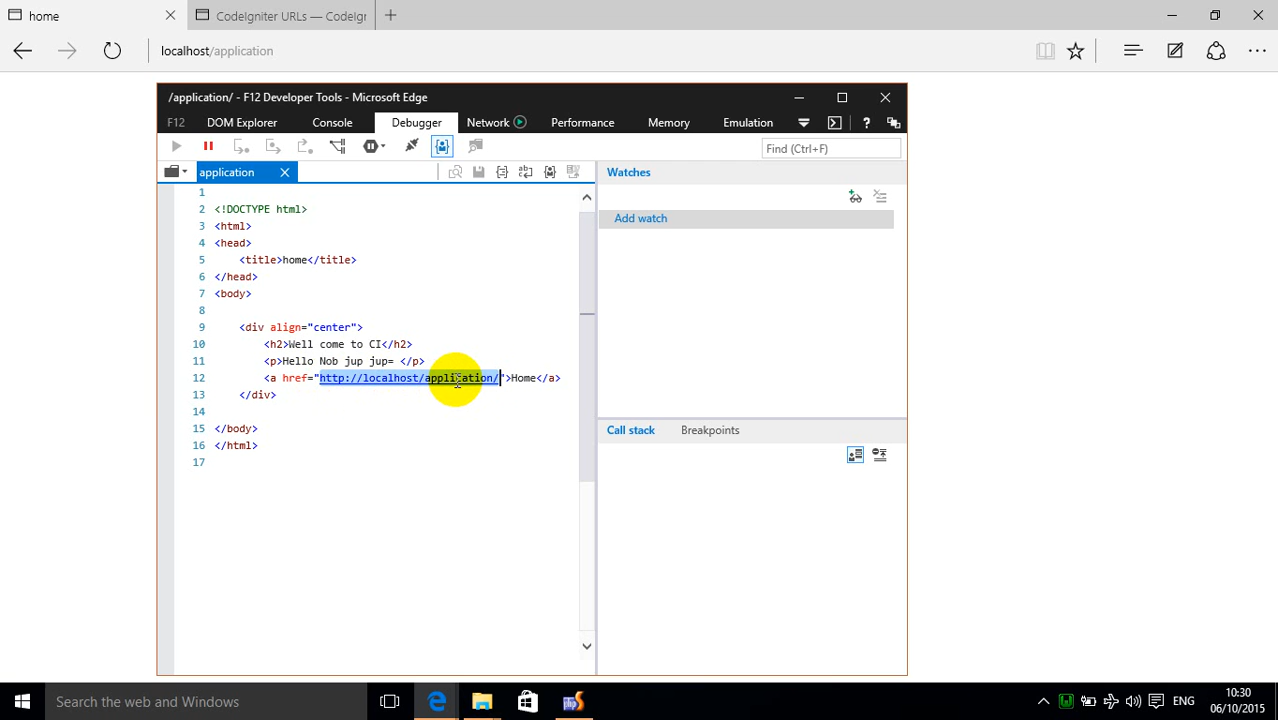 home
CodeIgniter URLs — CodeIgr
localhost/application
/application/ - F12 Developer Tools - Microsoft Edge
F12 DOM Explorer Console Debugger Network Performance Memory Emulation ?
Find (Ctrl+F)
application
Watches
Add watch
1
2 <!DOCTYPE html>
3 <html>
4 <head>
5 <title>home</title>
6 </head>
7 <body>
8
9 <div align="center">
10 <h2>Well come to CI</h2>
11 <p>Hello Nob jup jup= </p>
12 <a href="http://localhost/application/">Home</a>
13 </div>
14
15 </body>
16 </html>
17
Call stack Breakpoints
Search the web and Windows
ENG
10:30
06/10/2015